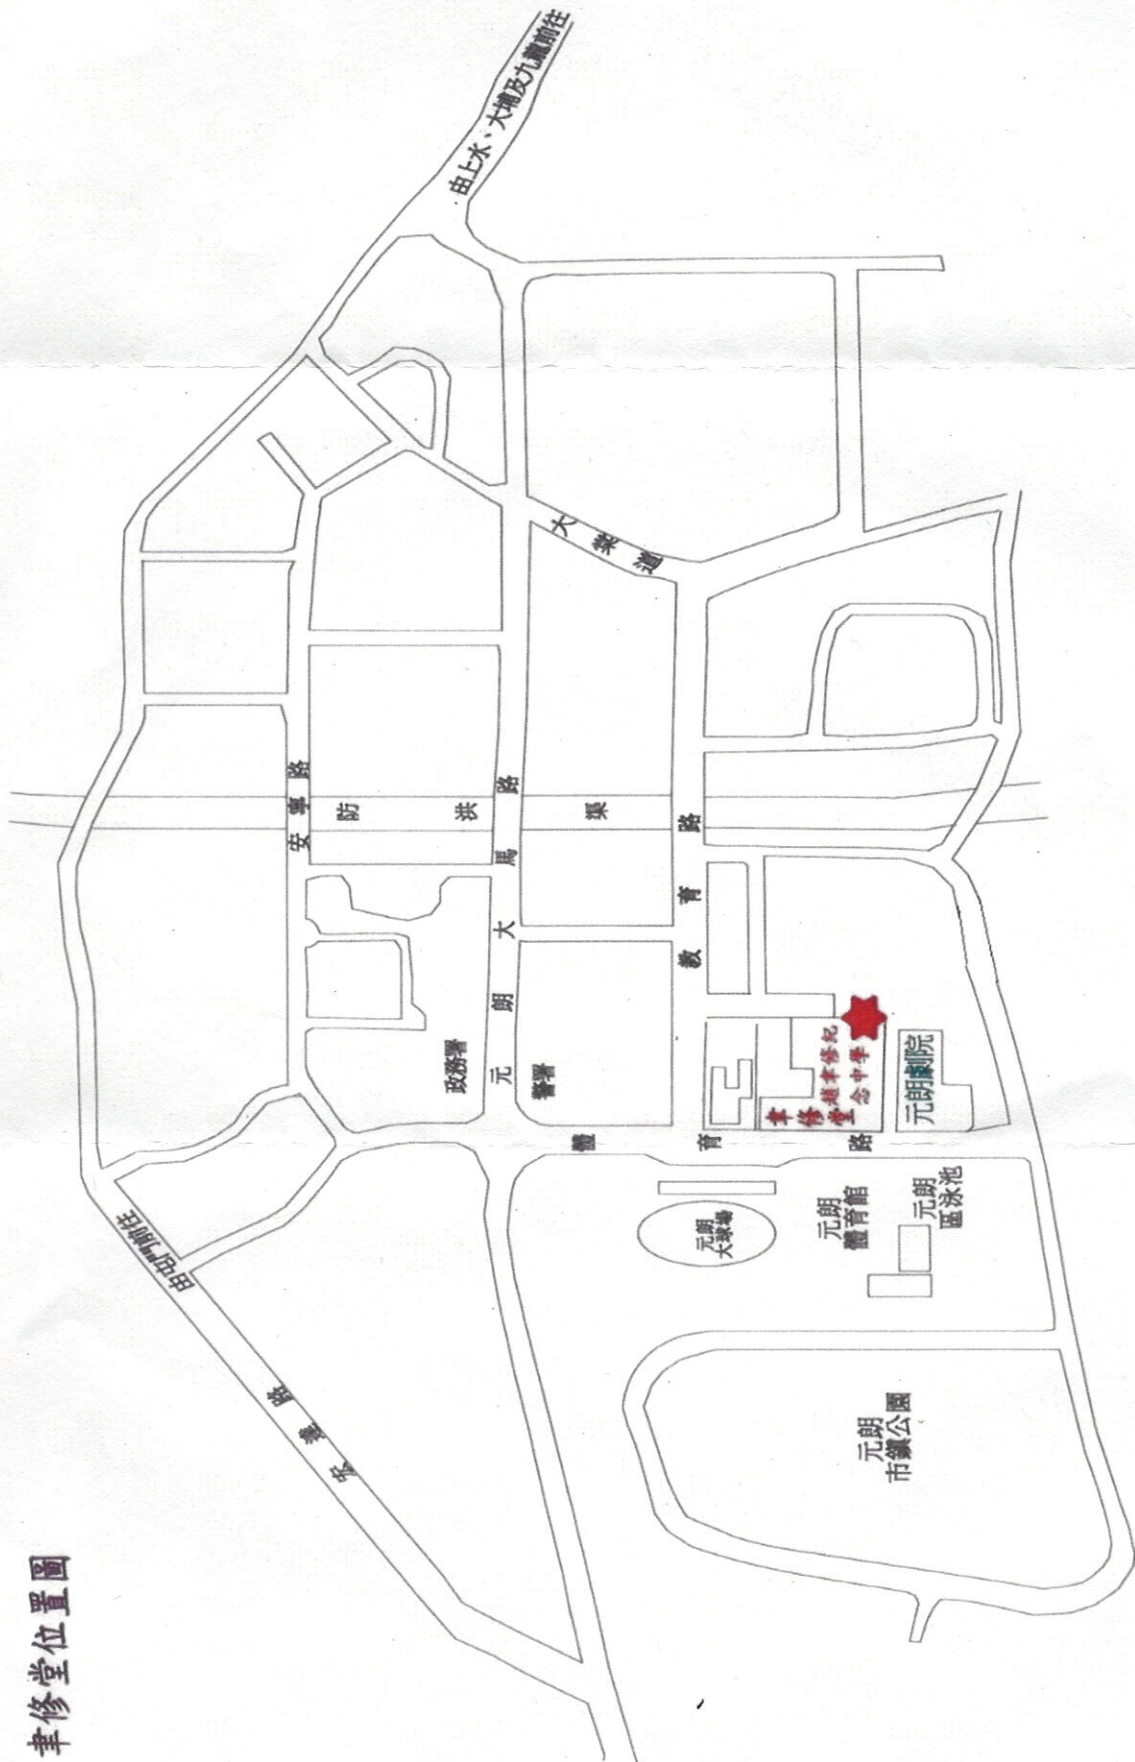 聿修堂位置圖
由屯門前往
宏達路
由上水、大埔及九龍前往
安寧路
防洪渠
政務署
元朗大馬路
警署
大棠道
教育路
體育路
元朗
大球場
聿修堂
趙聿修紀
念中學
元朗
體育館
元朗劇院
元朗
區泳池
元朗
市鎮公園